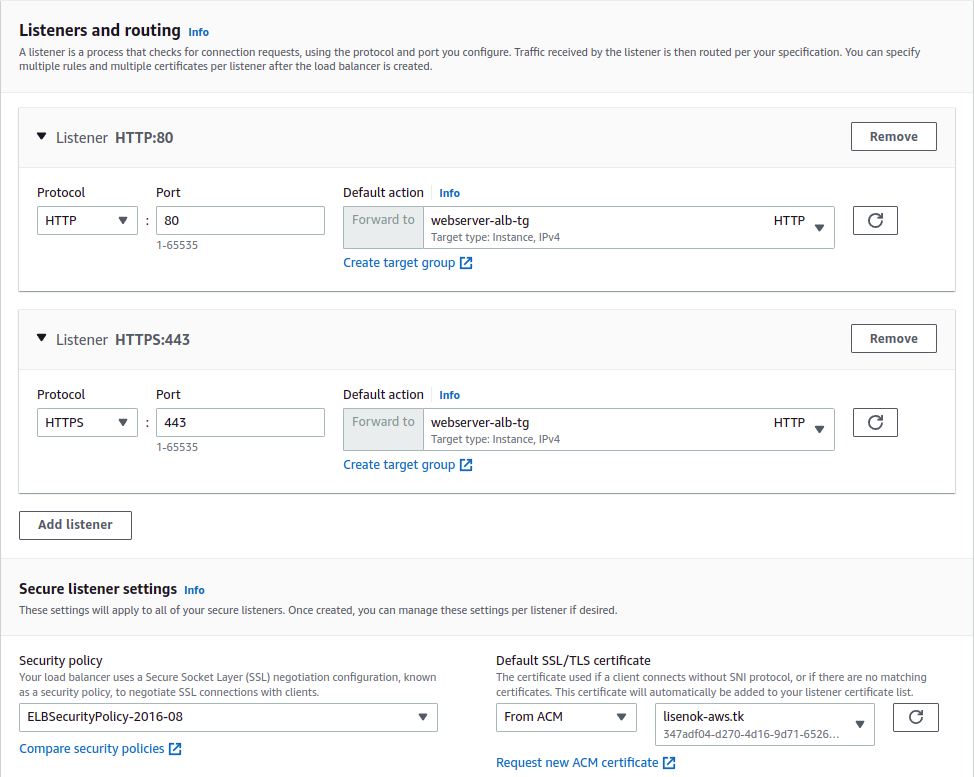 Listeners and routing Info
A listener is a process that checks for connection requests, using the protocol and port you configure. Traffic received by the listener is then routed per your specification. You can specify
multiple rules and multiple certificates per listener after the load balancer is created.
Listener HTTP:80
Remove
Protocol Port Default action Info
HTTP : 80 Forward to webserver-alb-tg HTTP
Target type: Instance, IPv4
1-65535
Create target group
Listener HTTPS:443
Remove
Protocol Port Default action Info
HTTPS : 443 Forward to webserver-alb-tg HTTP
Target type: Instance, IPv4
1-65535
Create target group
Add listener
Secure listener settings Info
These settings will apply to all of your secure listeners. Once created, you can manage these settings per listener if desired.
Security policy
Your load balancer uses a Secure Socket Layer (SSL) negotiation configuration, known
as a security policy, to negotiate SSL connections with clients.
ELBSecurityPolicy-2016-08
Compare security policies
Default SSL/TLS certificate
The certificate used if a client connects without SNI protocol, or if there are no matching
certificates. This certificate will automatically be added to your listener certificate list.
From ACM
lisenok-aws.tk
347adf04-d270-4d16-9d71-6526...
Request new ACM certificate